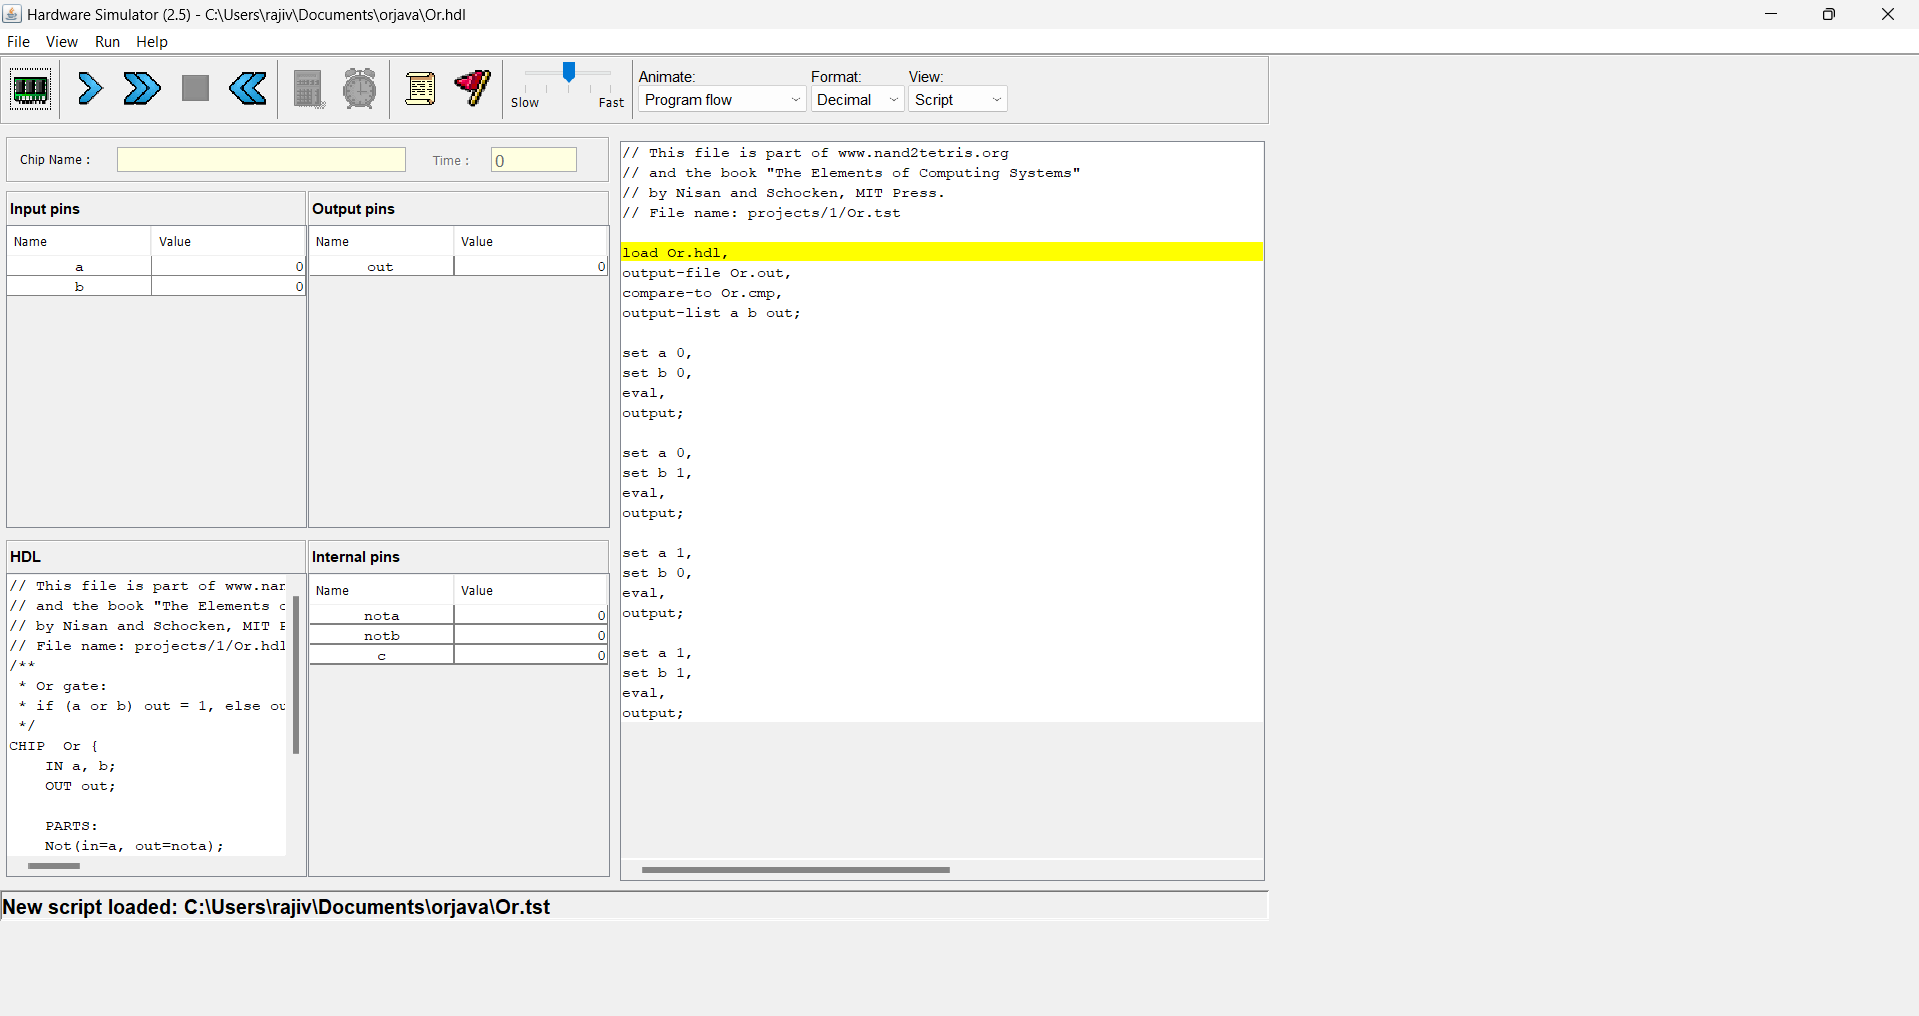 Hardware Simulator (2.5) - C:\Users\rajiv\Documents\orjava\Or.hdl
File View Run Help
Slow Fast
Animate: Format: View:
Program flow Decimal Script
Chip Name : Time : 0
Input pins
Name Value
a 0
b 0
Output pins
Name Value
out 0
HDL
// This file is part of www.nan
// and the book "The Elements
// by Nisan and Schocken, MIT
// File name: projects/1/Or.hdl
/**
* Or gate:
* if (a or b) out = 1, else ou
*/
CHIP Or {
IN a, b;
OUT out;
PARTS:
Not(in=a, out=nota);
Internal pins
Name Value
nota 0
notb 0
c 0
// This file is part of www.nand2tetris.org
// and the book "The Elements of Computing Systems"
// by Nisan and Schocken, MIT Press.
// File name: projects/1/Or.tst
load Or.hdl,
output-file Or.out,
compare-to Or.cmp,
output-list a b out;
set a 0,
set b 0,
eval,
output;
set a 0,
set b 1,
eval,
output;
set a 1,
set b 0,
eval,
output;
set a 1,
set b 1,
eval,
output;
New script loaded: C:\Users\rajiv\Documents\orjava\Or.tst